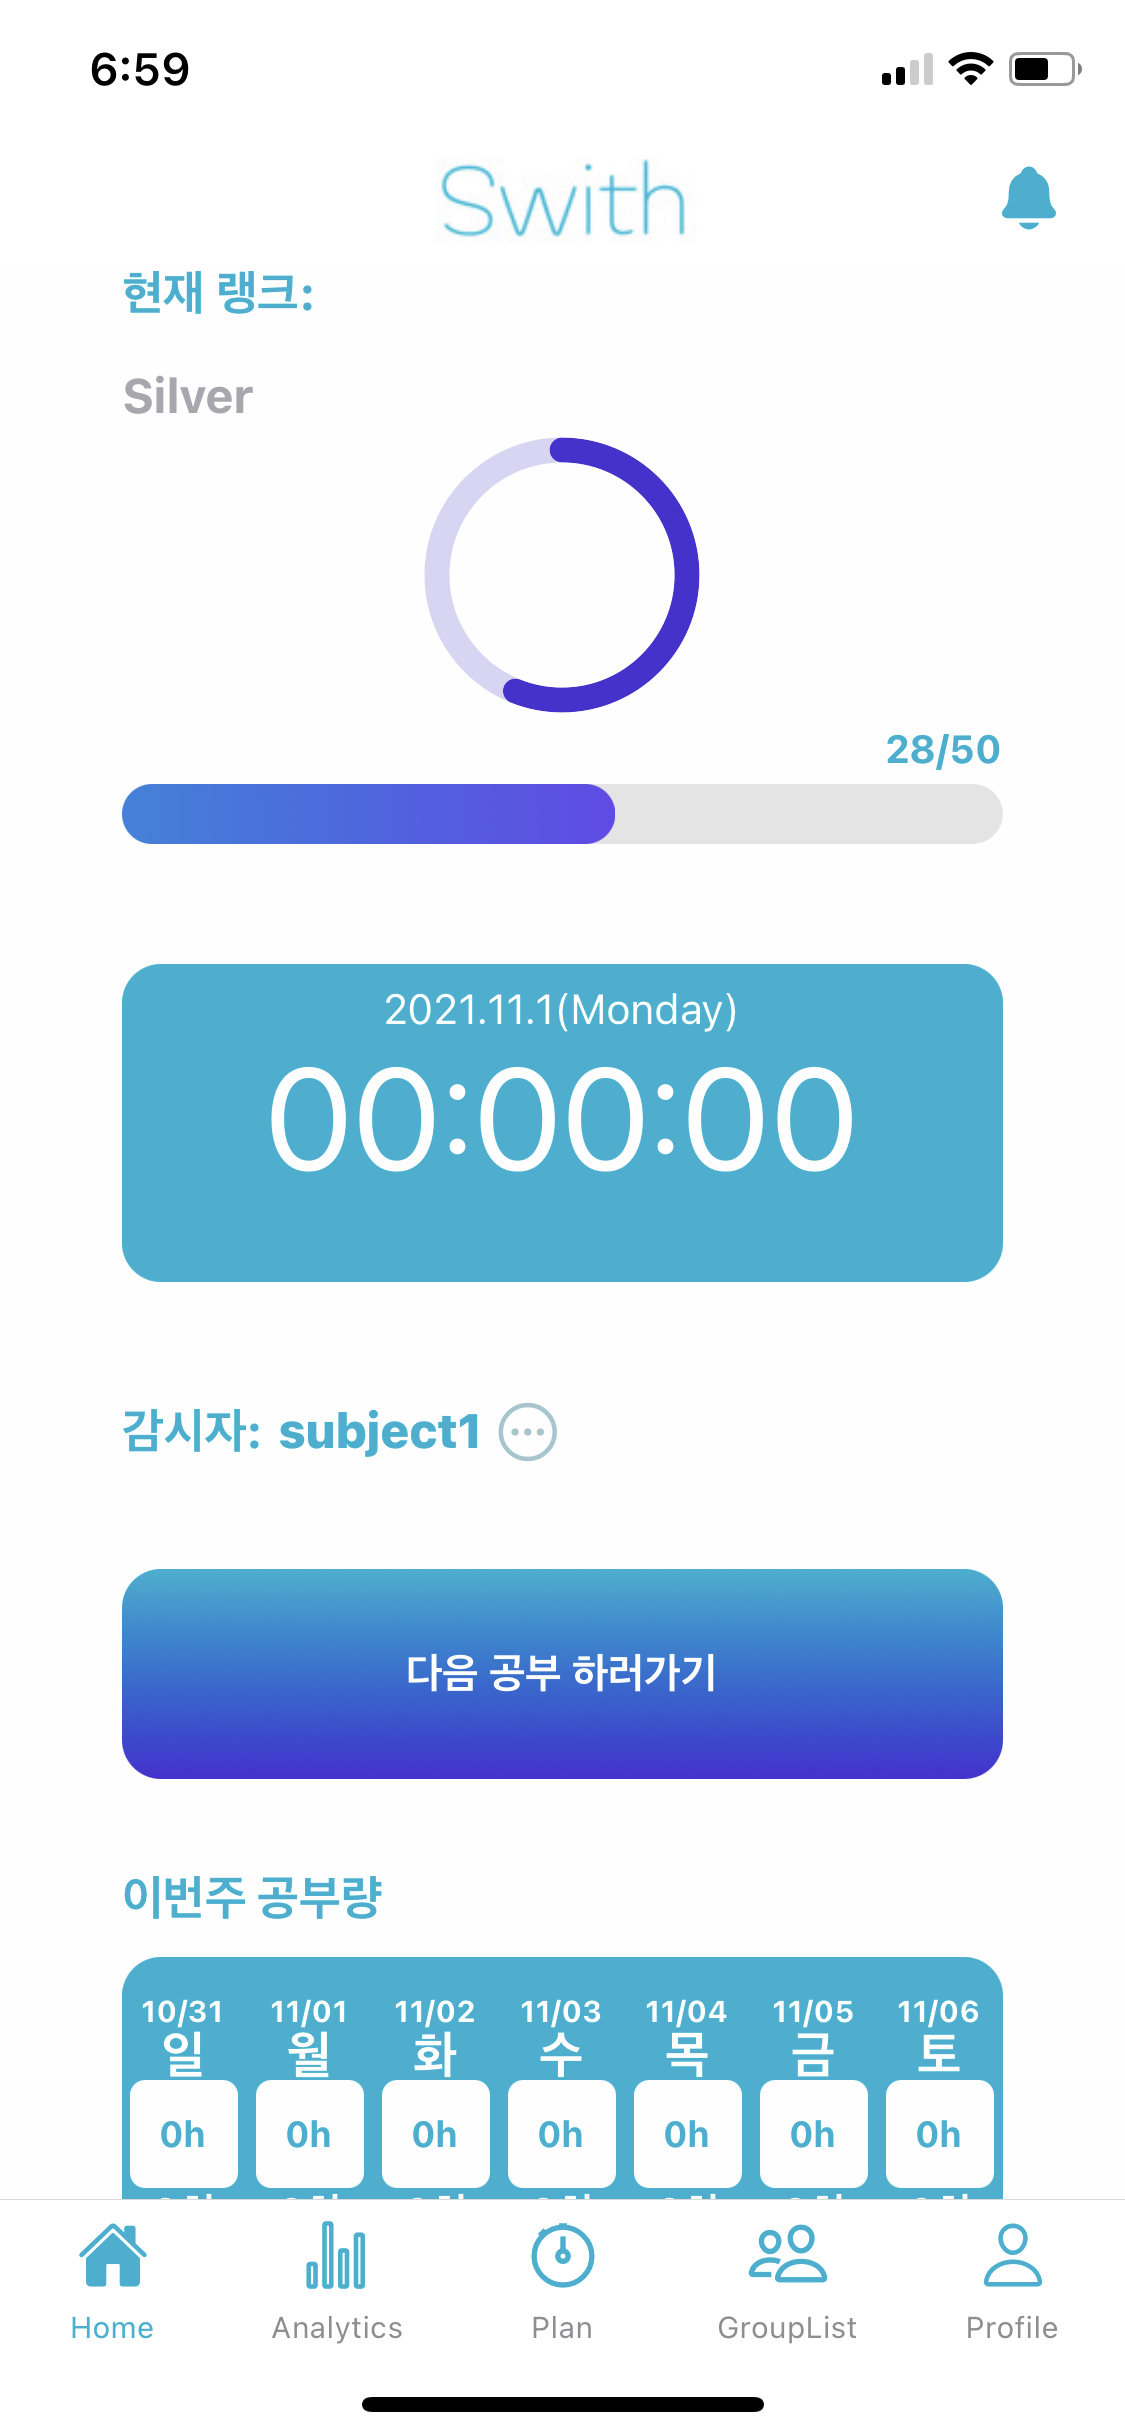 6:59
Swith
현재 랭크:
Silver
28/50
2021.11.1(Monday)
00:00:00
감시자: subject1
다음 공부 하러가기
이번주 공부량
10/31 11/01 11/02 11/03 11/04 11/05 11/06
일 월 화 수 목 금 토
0h 0h 0h 0h 0h 0h 0h
Home Analytics Plan GroupList Profile